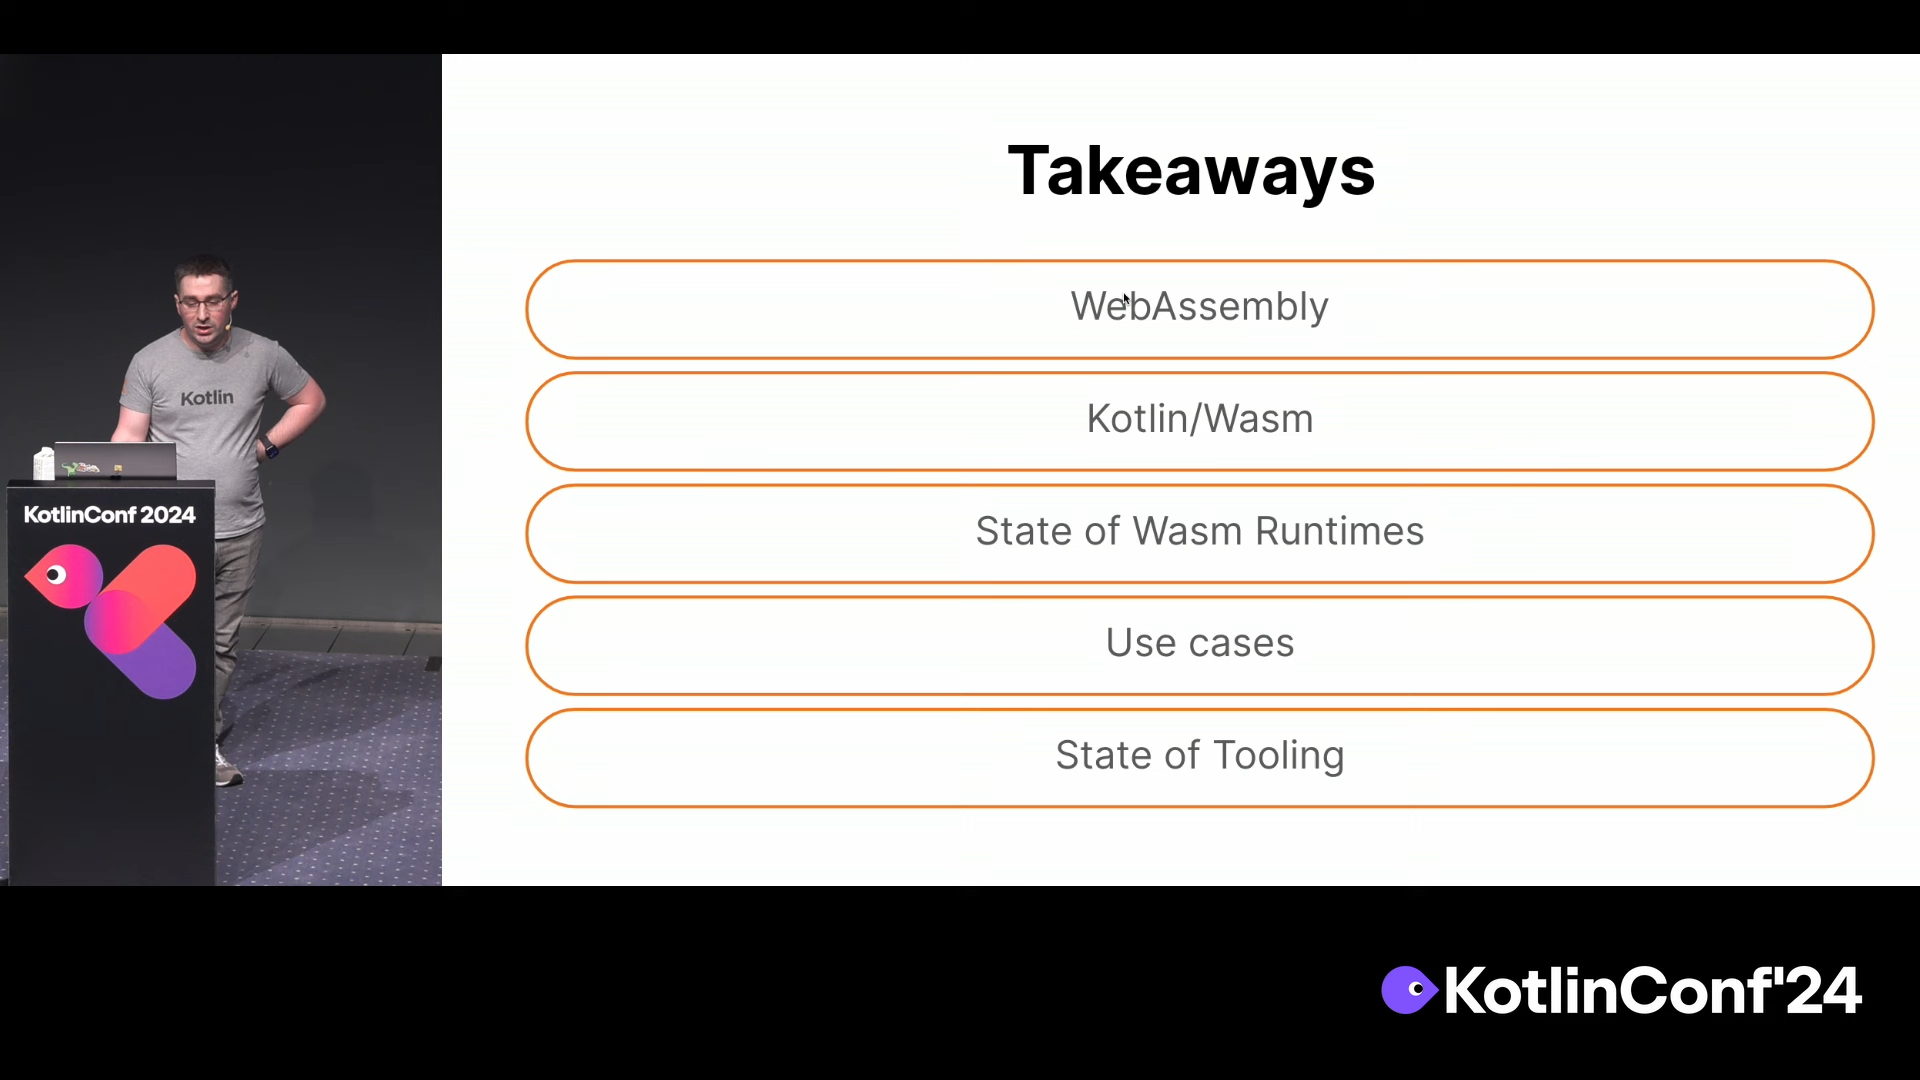 Takeaways
WebAssembly
Kotlin/Wasm
State of Wasm Runtimes
Use cases
State of Tooling
Kotlin
KotlinConf 2024
KotlinConf'24